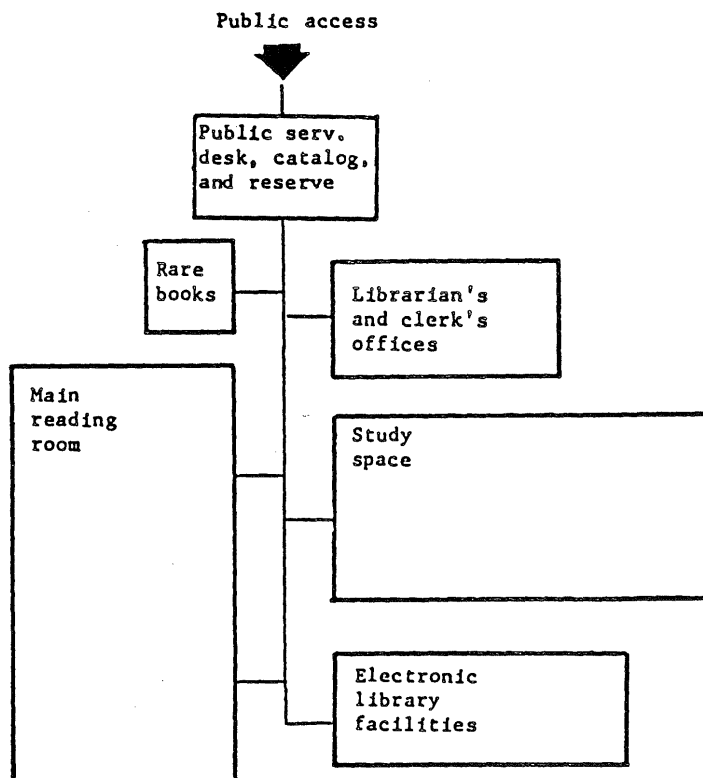 Public access
Public serv.
desk, catalog,
and reserve
Rare
books
Librarian's
and clerk's
offices
Main
reading
room
Study
space
Electronic
library
facilities